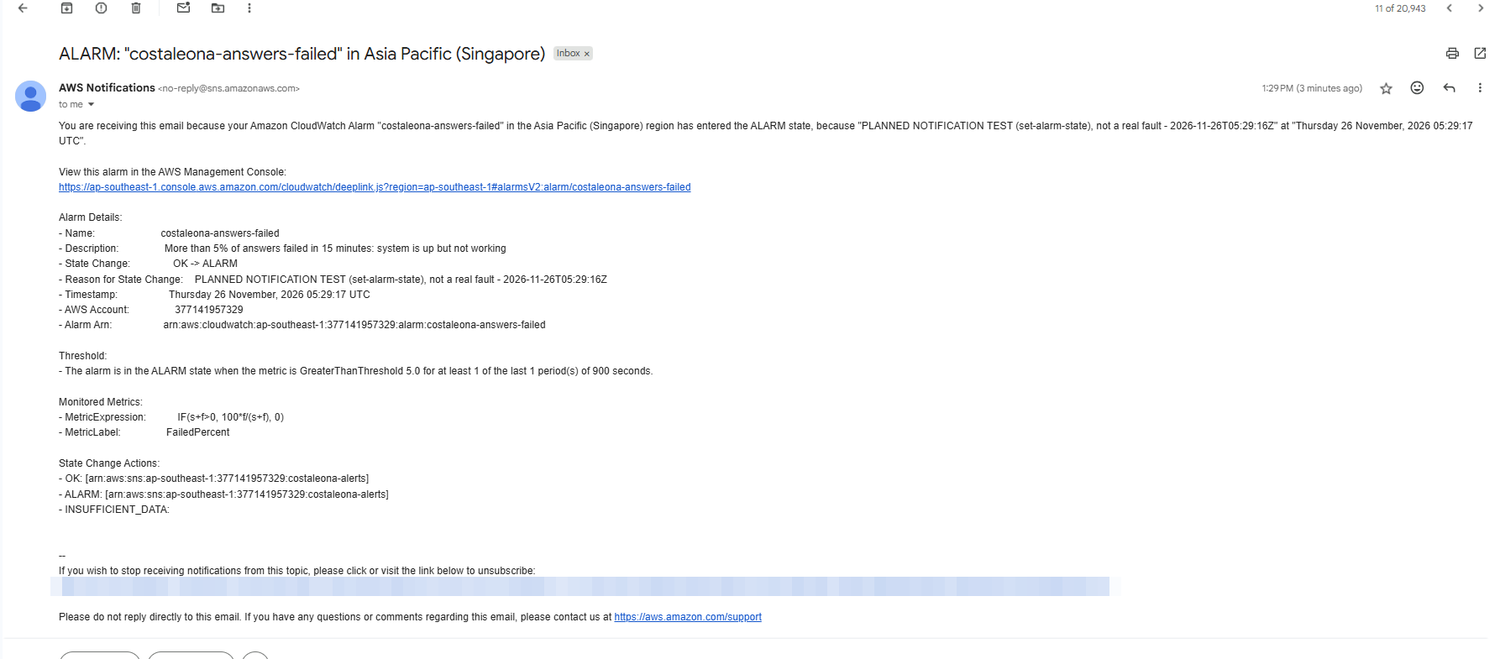 11 of 20,943
ALARM: "costaleona-answers-failed" in Asia Pacific (Singapore) Inbox ×
AWS Notifications <no-reply@sns.amazonaws.com>
1:29 PM (3 minutes ago)
to me
You are receiving this email because your Amazon CloudWatch Alarm "costaleona-answers-failed" in the Asia Pacific (Singapore) region has entered the ALARM state, because "PLANNED NOTIFICATION TEST (set-alarm-state), not a real fault - 2026-11-26T05:29:16Z" at "Thursday 26 November, 2026 05:29:17
UTC".
View this alarm in the AWS Management Console:
https://ap-southeast-1.console.aws.amazon.com/cloudwatch/deeplink.js?region=ap-southeast-1#alarmsV2:alarm/costaleona-answers-failed
Alarm Details:
- Name: costaleona-answers-failed
- Description: More than 5% of answers failed in 15 minutes: system is up but not working
- State Change: OK -> ALARM
- Reason for State Change: PLANNED NOTIFICATION TEST (set-alarm-state), not a real fault - 2026-11-26T05:29:16Z
- Timestamp: Thursday 26 November, 2026 05:29:17 UTC
- AWS Account: 377141957329
- Alarm Arn: arn:aws:cloudwatch:ap-southeast-1:377141957329:alarm:costaleona-answers-failed
Threshold:
- The alarm is in the ALARM state when the metric is GreaterThanThreshold 5.0 for at least 1 of the last 1 period(s) of 900 seconds.
Monitored Metrics:
- MetricExpression: IF(s+f>0, 100*f/(s+f), 0)
- MetricLabel: FailedPercent
State Change Actions:
- OK: [arn:aws:sns:ap-southeast-1:377141957329:costaleona-alerts]
- ALARM: [arn:aws:sns:ap-southeast-1:377141957329:costaleona-alerts]
- INSUFFICIENT_DATA:
--
If you wish to stop receiving notifications from this topic, please click or visit the link below to unsubscribe:
Please do not reply directly to this email. If you have any questions or comments regarding this email, please contact us at https://aws.amazon.com/support